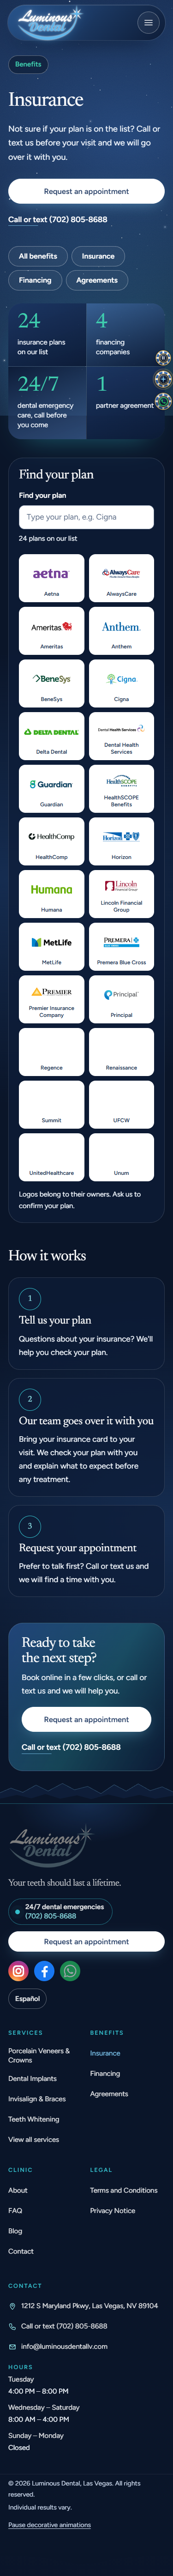 Luminous
Dental
Benefits
Insurance
Not sure if your plan is on the list? Call or
text us before your visit and we will go
over it with you.
Request an appointment
Call or text (702) 805-8688
All benefits
Insurance
Financing
Agreements
24
insurance plans
on our list
4
financing
companies
24/7
dental emergency
care, call before
you come
1
partner agreement
Find your plan
Find your plan
Type your plan, e.g. Cigna
24 plans on our list
aetna
Aetna
AlwaysCare
AlwaysCare
Ameritas
Ameritas
Anthem
Anthem
BeneSys
BeneSys
Cigna
Cigna
DELTA DENTAL
Delta Dental
Dental Health Services
Dental Health
Services
Guardian
Guardian
HealthSCOPE
HealthSCOPE
Benefits
HealthComp
HealthComp
Horizon
Horizon
Humana
Humana
Lincoln
Financial
Lincoln Financial
Group
MetLife
MetLife
PREMERA
Premera Blue Cross
PREMIER
Premier Insurance
Company
Principal
Principal
Regence
Renaissance
Summit
UFCW
UnitedHealthcare
Unum
Logos belong to their owners. Ask us to
confirm your plan.
How it works
1
Tell us your plan
Questions about your insurance? We'll
help you check your plan.
2
Our team goes over it with you
Bring your insurance card to your
visit. We check your plan with you
and explain what to expect before
any treatment.
3
Request your appointment
Prefer to talk first? Call or text us and
we will find a time with you.
Ready to take
the next step?
Book online in a few clicks, or call or
text us and we will help you.
Request an appointment
Call or text (702) 805-8688
Luminous
Dental
Your teeth should last a lifetime.
24/7 dental emergencies
(702) 805-8688
Request an appointment
Español
SERVICES
Porcelain Veneers &
Crowns
Dental Implants
Invisalign & Braces
Teeth Whitening
View all services
BENEFITS
Insurance
Financing
Agreements
CLINIC
About
FAQ
Blog
Contact
LEGAL
Terms and Conditions
Privacy Notice
CONTACT
1212 S Maryland Pkwy, Las Vegas, NV 89104
Call or text (702) 805-8688
info@luminousdentallv.com
HOURS
Tuesday
4:00 PM – 8:00 PM
Wednesday – Saturday
8:00 AM – 4:00 PM
Sunday – Monday
Closed
© 2026 Luminous Dental, Las Vegas. All rights
reserved.
Individual results vary.
Pause decorative animations